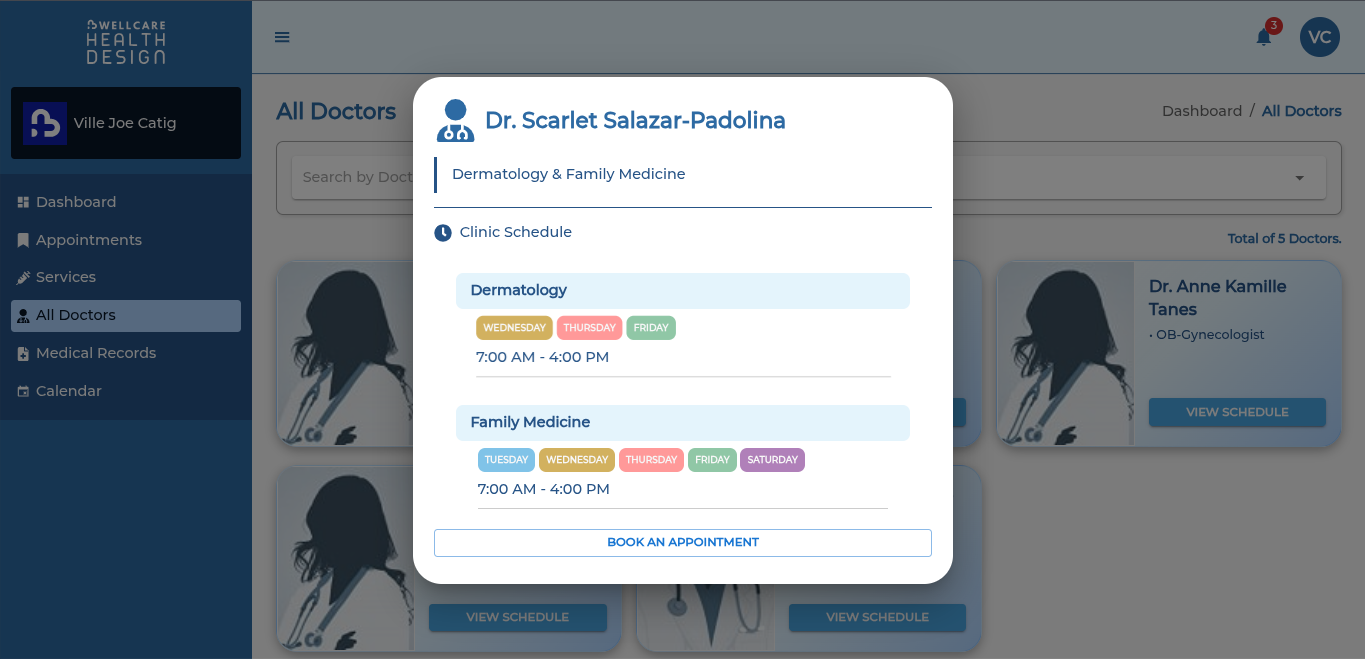 WELLCARE
HEALTH
DESIGN
3
VC
Ville Joe Catig
Dashboard
Appointments
Services
All Doctors
Medical Records
Calendar
All Doctors
Dashboard / All Doctors
Search by Doct
Total of 5 Doctors.
Dr. Anne Kamille
Tanes
• OB-Gynecologist
VIEW SCHEDULE
VIEW SCHEDULE
VIEW SCHEDULE
Dr. Scarlet Salazar-Padolina
Dermatology & Family Medicine
Clinic Schedule
Dermatology
WEDNESDAY THURSDAY FRIDAY
7:00 AM - 4:00 PM
Family Medicine
TUESDAY WEDNESDAY THURSDAY FRIDAY SATURDAY
7:00 AM - 4:00 PM
BOOK AN APPOINTMENT